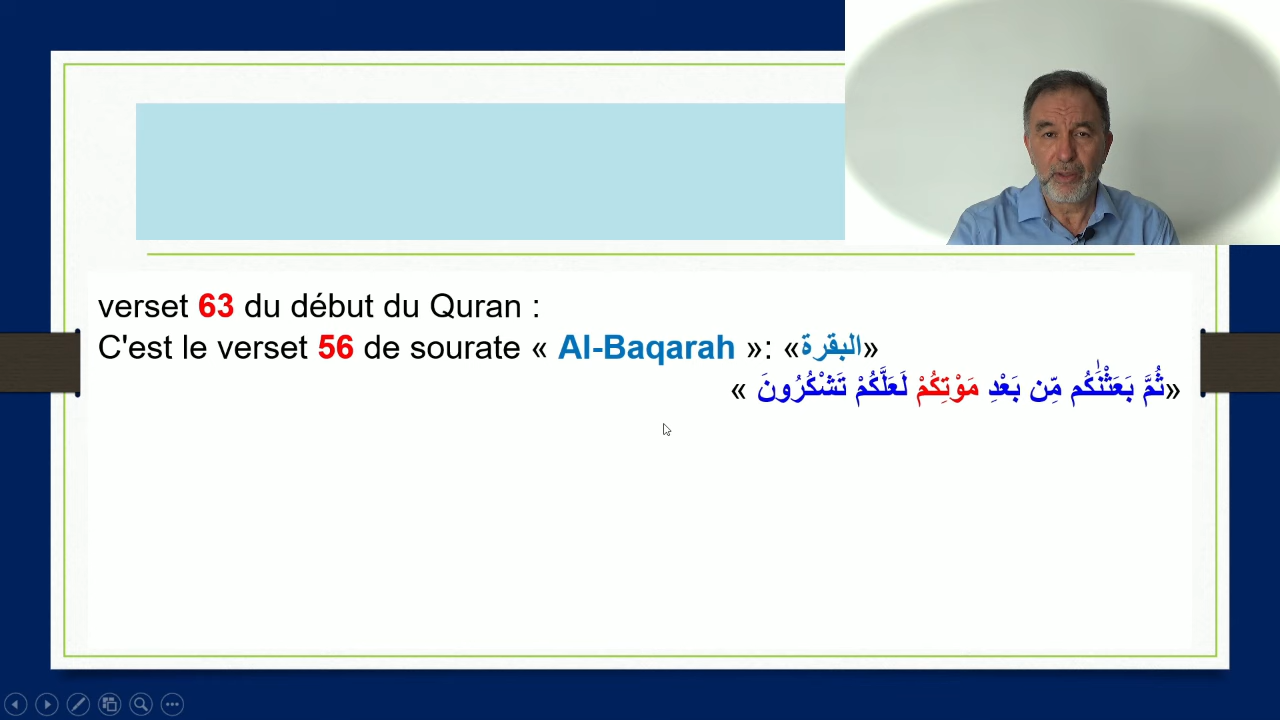 verset 63 du début du Quran :
C'est le verset 56 de sourate « Al-Baqarah »: «البقرة»
«ثُمَّ بَعَثْنَٰكُم مِّن بَعْدِ مَوْتِكُمْ لَعَلَّكُمْ تَشْكُرُونَ »